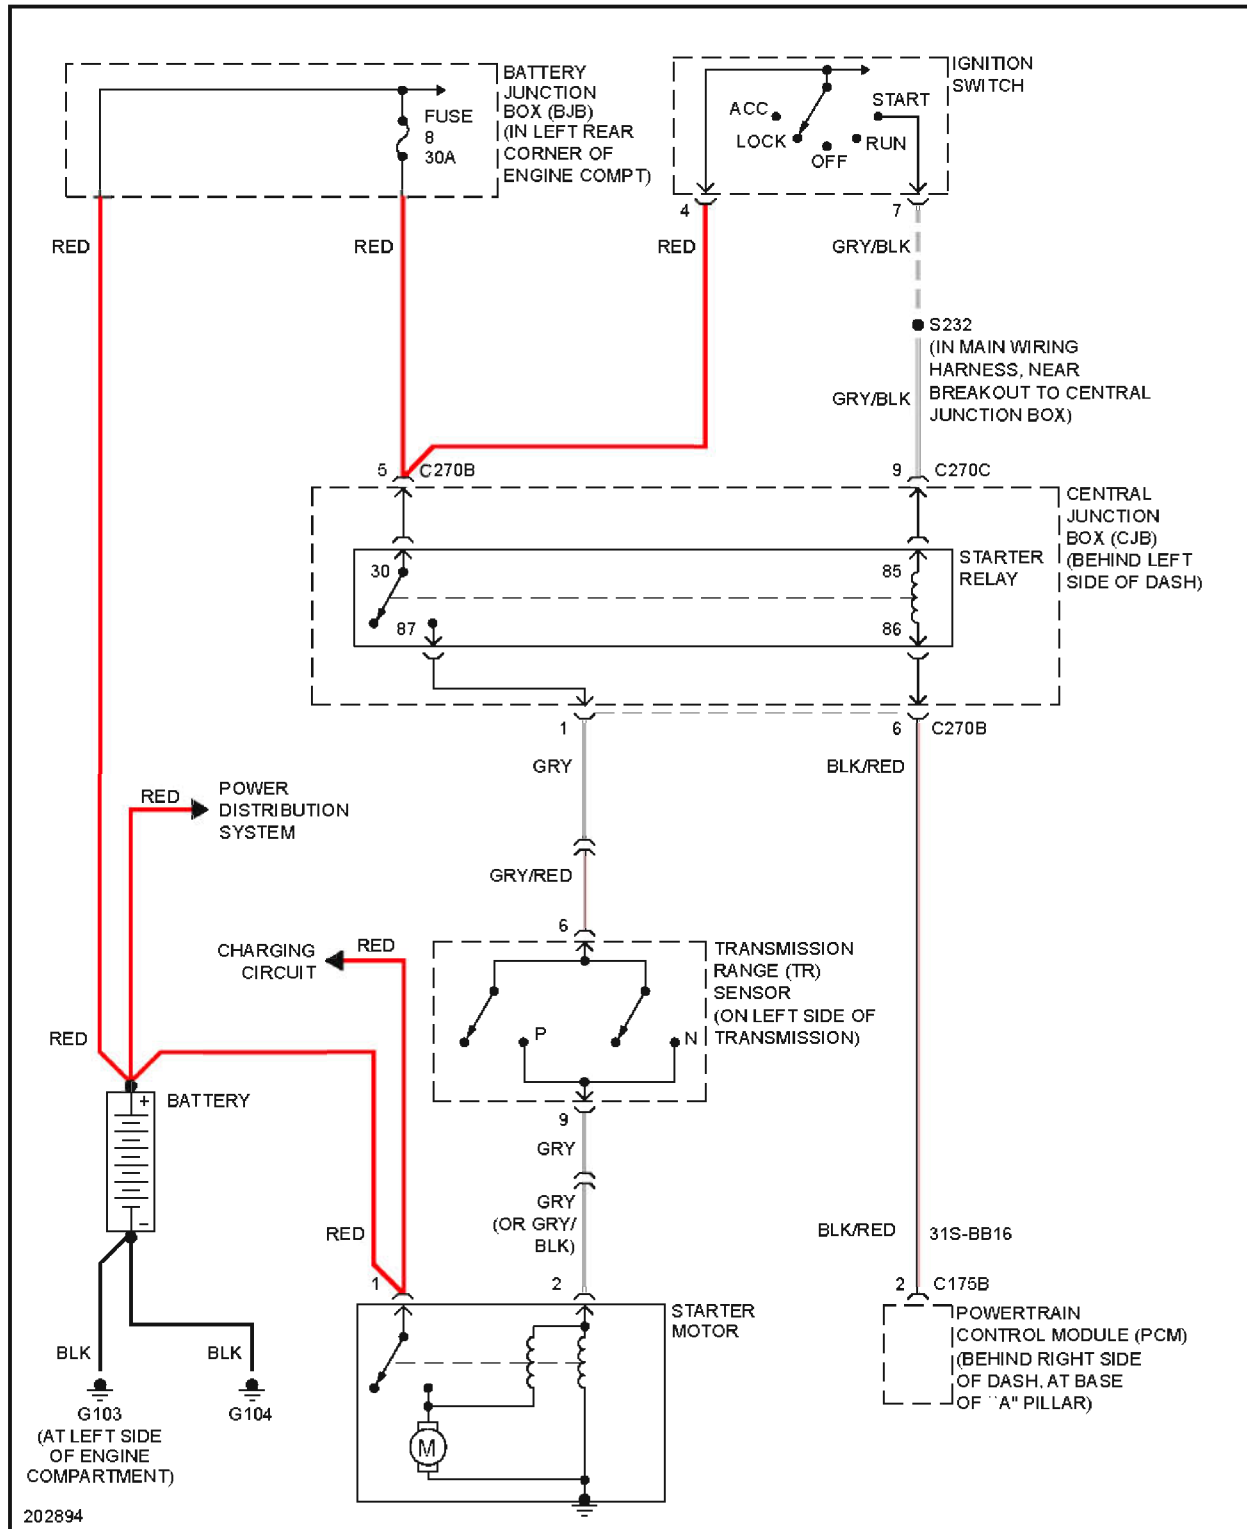 BATTERY
JUNCTION
BOX (BJB)
(IN LEFT REAR
CORNER OF
ENGINE COMPT)
FUSE
8
30A
IGNITION
SWITCH
ACC
START
LOCK
RUN
OFF
4
7
RED
RED
RED
GRY/BLK
S232
(IN MAIN WIRING
HARNESS, NEAR
BREAKOUT TO CENTRAL
JUNCTION BOX)
GRY/BLK
5
C270B
9
C270C
CENTRAL
JUNCTION
BOX (CJB)
(BEHIND LEFT
SIDE OF DASH)
STARTER
RELAY
30
85
87
86
1
6
C270B
GRY
BLK/RED
RED
POWER
DISTRIBUTION
SYSTEM
GRY/RED
6
CHARGING
CIRCUIT
RED
TRANSMISSION
RANGE (TR)
SENSOR
(ON LEFT SIDE OF
TRANSMISSION)
RED
P
N
+
BATTERY
-
9
GRY
GRY
(OR GRY/
BLK)
RED
BLK/RED
31S-BB16
1
2
2
C175B
STARTER
MOTOR
POWERTRAIN
CONTROL MODULE (PCM)
(BEHIND RIGHT SIDE
OF DASH, AT BASE
OF ``A" PILLAR)
BLK
BLK
G103
(AT LEFT SIDE
OF ENGINE
COMPARTMENT)
G104
M
202894